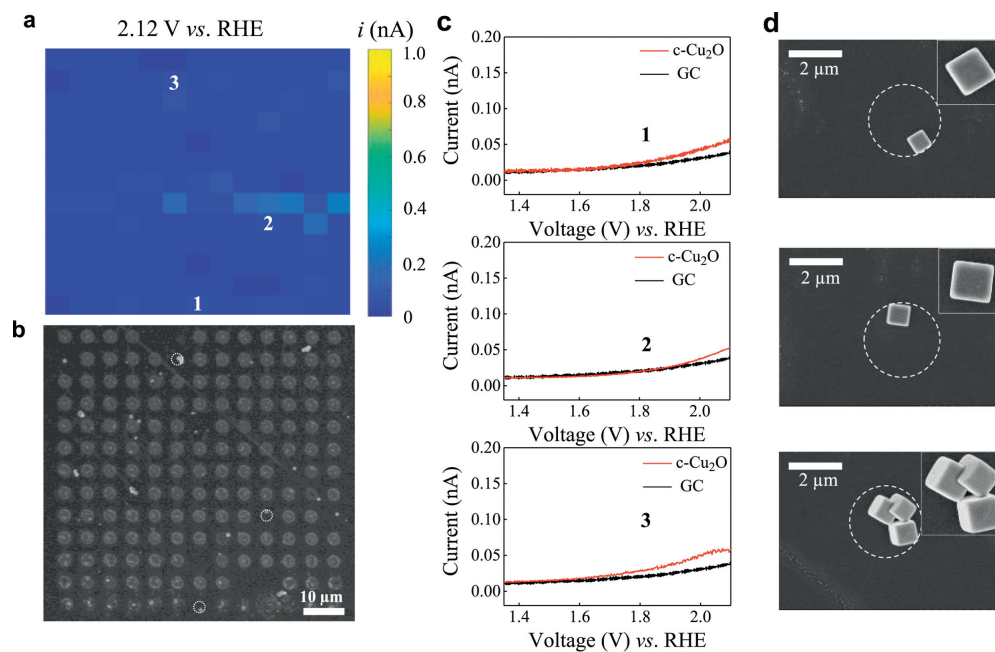 a
2.12 V vs. RHE
i (nA)
1.0
0.8
0.6
0.4
0.2
0
3
2
1
b
10 μm
c
0.20
0.15
0.10
0.05
0.00
Current (nA)
c-Cu₂O
GC
1
1.4 1.6 1.8 2.0
Voltage (V) vs. RHE
0.20
0.15
0.10
0.05
0.00
Current (nA)
c-Cu₂O
GC
2
1.4 1.6 1.8 2.0
Voltage (V) vs. RHE
0.20
0.15
0.10
0.05
0.00
Current (nA)
c-Cu₂O
GC
3
1.4 1.6 1.8 2.0
Voltage (V) vs. RHE
d
2 μm
2 μm
2 μm